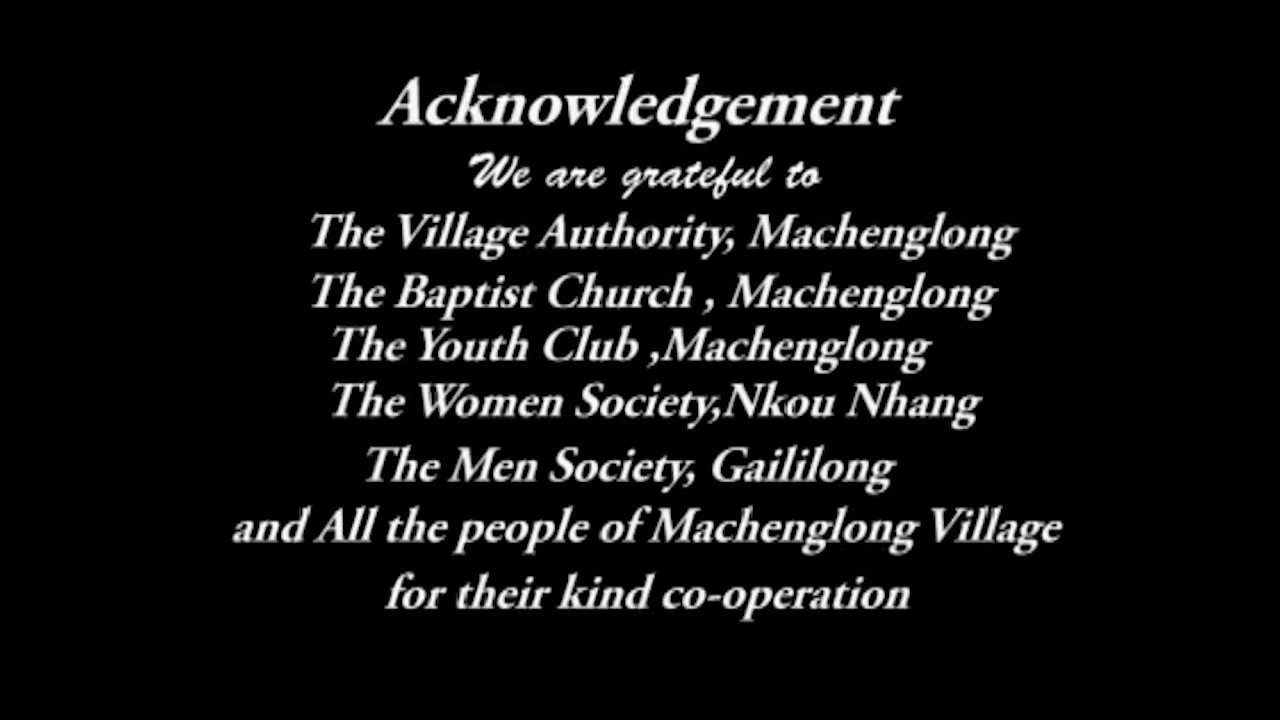 Acknowledgement
We are grateful to
The Village Authority, Machenglong
The Baptist Church , Machenglong
The Youth Club ,Machenglong
The Women Society,Nkou Nhang
The Men Society, Gaililong
and All the people of Machenglong Village
for their kind co-operation